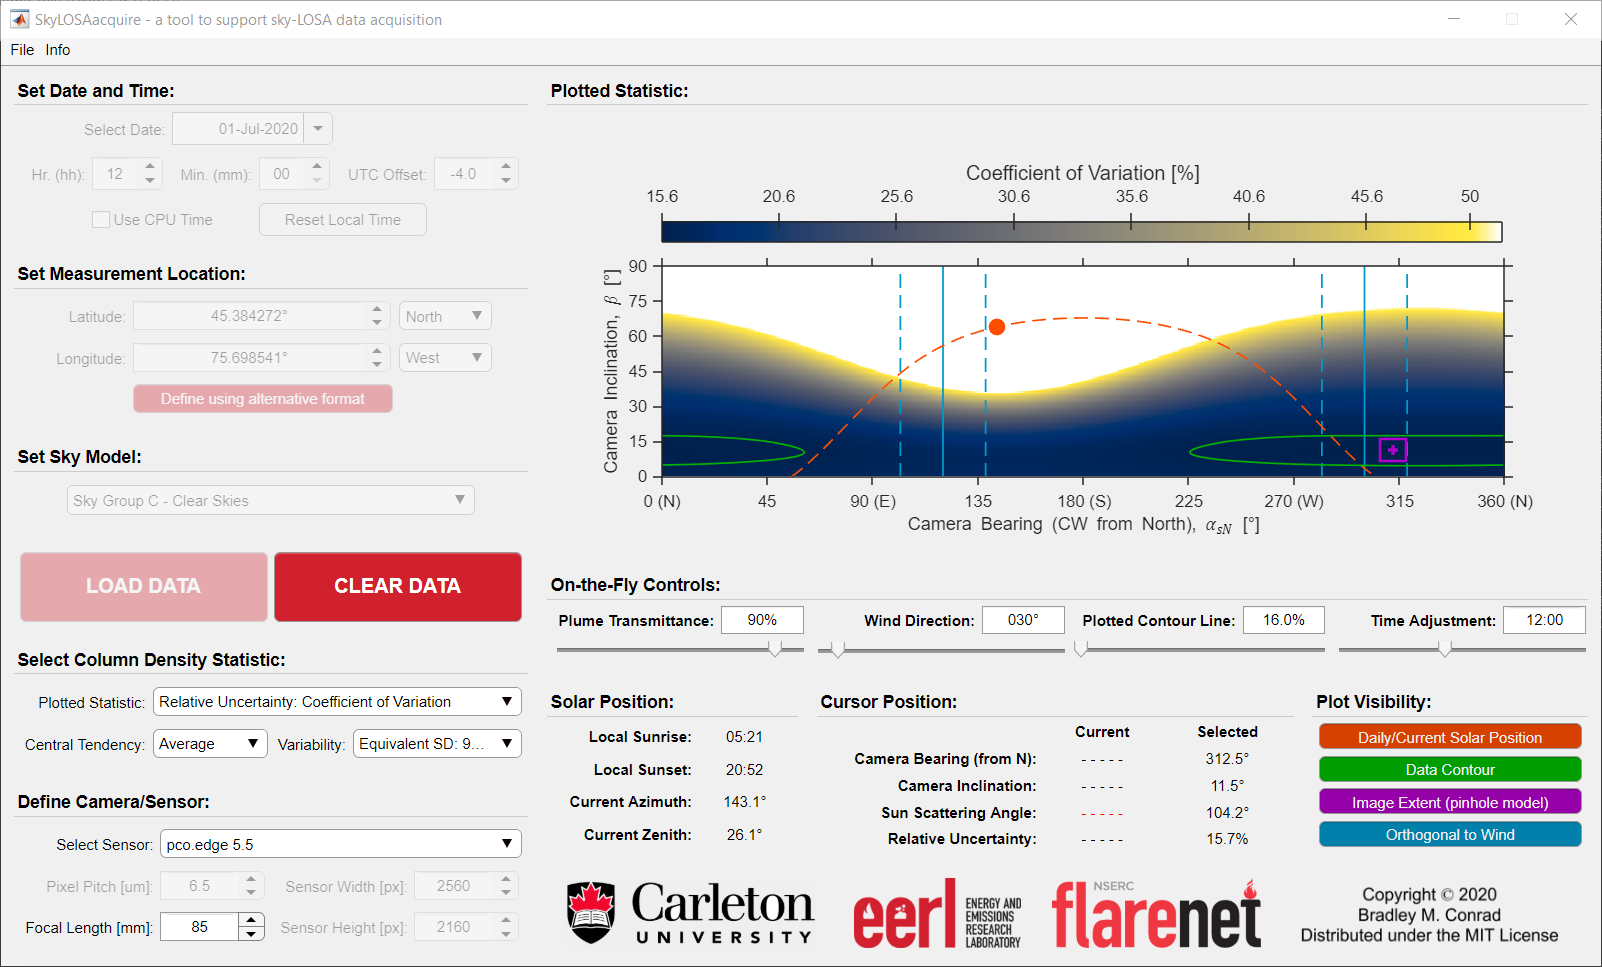 SkyLOSAacquire - a tool to support sky-LOSA data acquisition
File Info
Set Date and Time:
Select Date: 01-Jul-2020
Hr. (hh): 12 Min. (mm): 00 UTC Offset: -4.0
Use CPU Time Reset Local Time
Set Measurement Location:
Latitude: 45.384272° North
Longitude: 75.698541° West
Define using alternative format
Set Sky Model:
Sky Group C - Clear Skies
LOAD DATA CLEAR DATA
Select Column Density Statistic:
Plotted Statistic: Relative Uncertainty: Coefficient of Variation
Central Tendency: Average Variability: Equivalent SD: 9...
Define Camera/Sensor:
Select Sensor: pco.edge 5.5
Pixel Pitch [um]: 6.5 Sensor Width [px]: 2560
Focal Length [mm]: 85 Sensor Height [px]: 2160
Plotted Statistic:
Coefficient of Variation [%]
15.6 20.6 25.6 30.6 35.6 40.6 45.6 50
Camera Inclination, β [°]
90
75
60
45
30
15
0
0 (N) 45 90 (E) 135 180 (S) 225 270 (W) 315 360 (N)
Camera Bearing (CW from North), αsN [°]
On-the-Fly Controls:
Plume Transmittance: 90% Wind Direction: 030° Plotted Contour Line: 16.0% Time Adjustment: 12:00
Solar Position:
Local Sunrise: 05:21
Local Sunset: 20:52
Current Azimuth: 143.1°
Current Zenith: 26.1°
Cursor Position:
Current Selected
Camera Bearing (from N): ----- 312.5°
Camera Inclination: ----- 11.5°
Sun Scattering Angle: ----- 104.2°
Relative Uncertainty: ----- 15.7%
Plot Visibility:
Daily/Current Solar Position
Data Contour
Image Extent (pinhole model)
Orthogonal to Wind
Carleton
UNIVERSITY
eerl ENERGY AND
EMISSIONS
RESEARCH
LABORATORY
NSERC
flarenet
Copyright © 2020
Bradley M. Conrad
Distributed under the MIT License